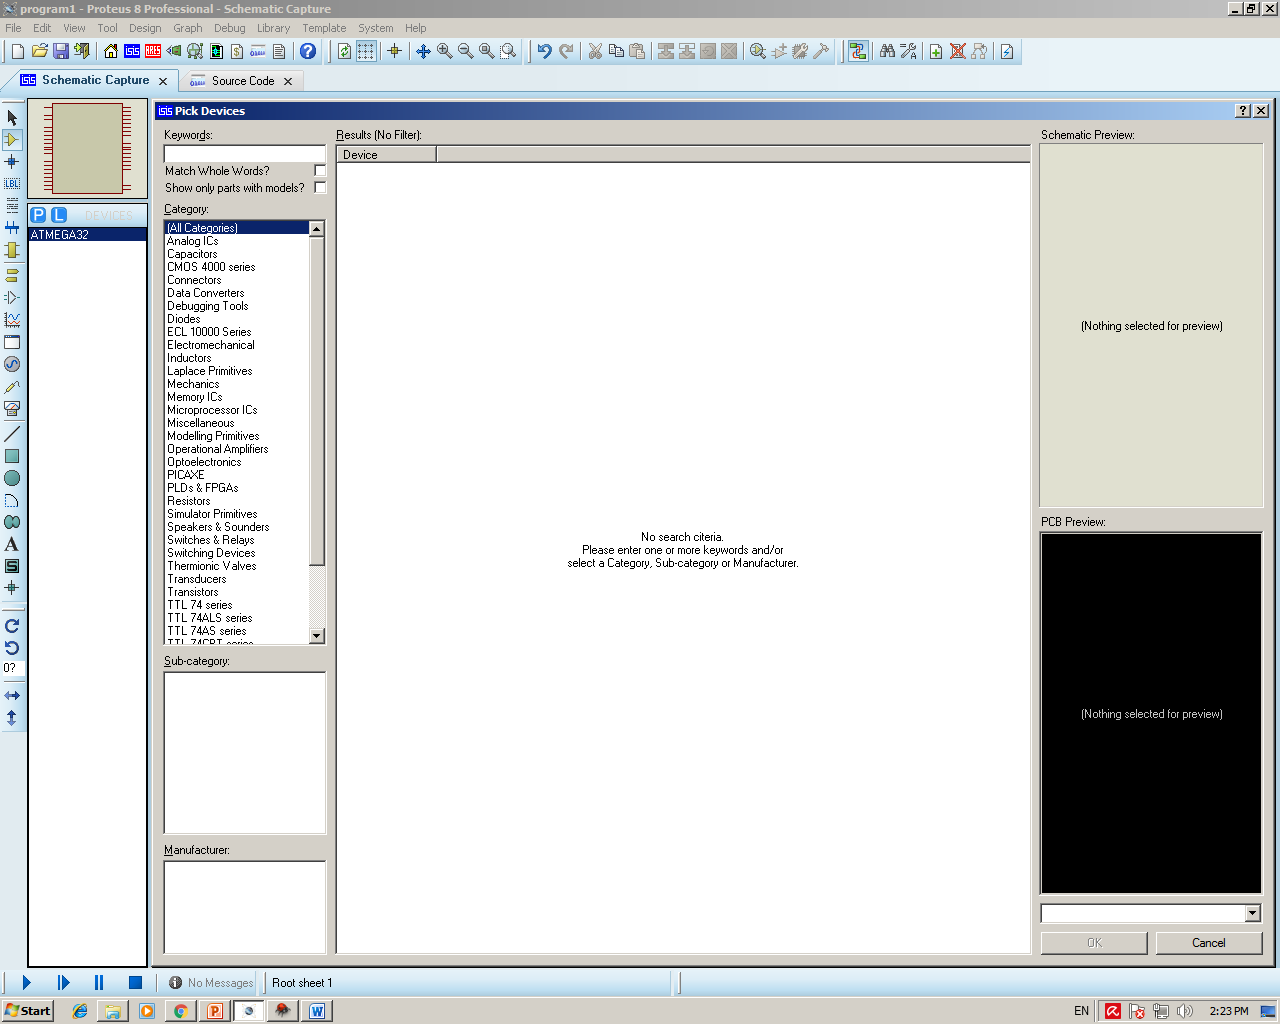 program1 - Proteus 8 Professional - Schematic Capture
File Edit View Tool Design Graph Debug Library Template System Help
Schematic Capture
Source Code
Pick Devices
P L DEVICES
ATMEGA32
LBL
A
S
0?
Keywords:
Match Whole Words?
Show only parts with models?
Category:
(All Categories)
Analog ICs
Capacitors
CMOS 4000 series
Connectors
Data Converters
Debugging Tools
Diodes
ECL 10000 Series
Electromechanical
Inductors
Laplace Primitives
Mechanics
Memory ICs
Microprocessor ICs
Miscellaneous
Modelling Primitives
Operational Amplifiers
Optoelectronics
PICAXE
PLDs & FPGAs
Resistors
Simulator Primitives
Speakers & Sounders
Switches & Relays
Switching Devices
Thermionic Valves
Transducers
Transistors
TTL 74 series
TTL 74ALS series
TTL 74AS series
Sub-category:
Manufacturer:
Results (No Filter):
Device
No search citeria.
Please enter one or more keywords and/or
select a Category, Sub-category or Manufacturer.
Schematic Preview:
(Nothing selected for preview)
PCB Preview:
(Nothing selected for preview)
OK Cancel
No Messages
Root sheet 1
Start
EN
2:23 PM